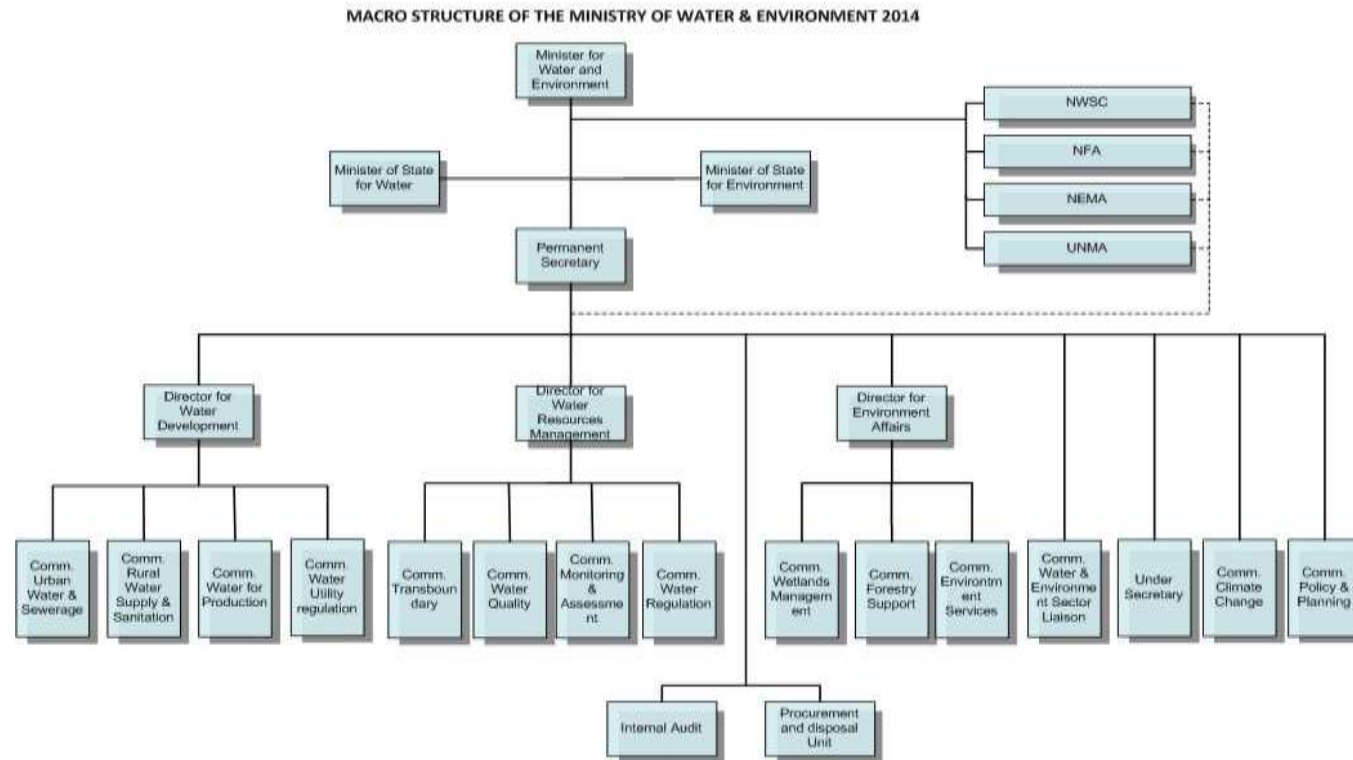 MACRO STRUCTURE OF THE MINISTRY OF WATER & ENVIRONMENT 2014
Minister for
Water and
Environment
NWSC
NFA
NEMA
UNMA
Minister of State
for Water
Minister of State
for Environment
Permanent
Secretary
Director for
Water
Development
Director for
Water
Resources
Management
Director for
Environment
Affairs
Comm.
Urban
Water &
Sewerage
Comm.
Rural
Water
Supply &
Sanitation
Comm.
Water for
Production
Comm.
Water
Utility
regulation
Comm.
Transboun
dary
Comm.
Water
Quality
Comm.
Monitoring
&
Assessme
nt
Comm.
Water
Regulation
Comm.
Wetlands
Managem
ent
Comm.
Forestry
Support
Comm.
Environtm
ent
Services
Comm.
Water &
Environme
nt Sector
Liaison
Under
Secretary
Comm.
Climate
Change
Comm.
Policy &
Planning
Internal Audit
Procurement
and disposal
Unit